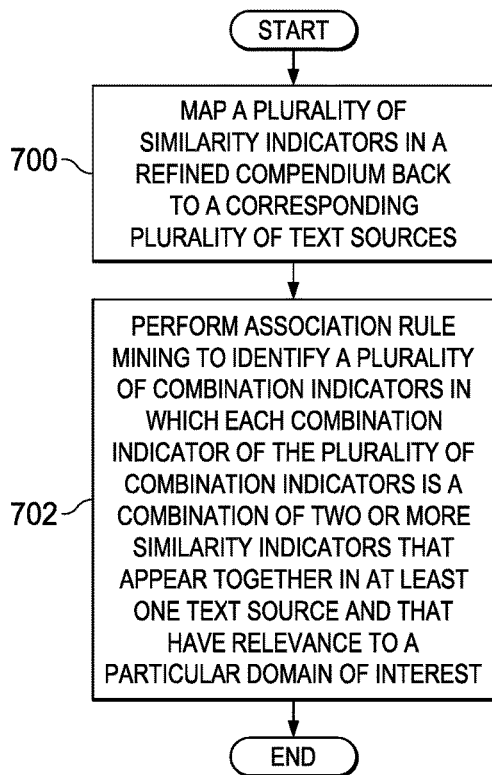 START
MAP A PLURALITY OF
SIMILARITY INDICATORS IN A
REFINED COMPENDIUM BACK
TO A CORRESPONDING
PLURALITY OF TEXT SOURCES
700
PERFORM ASSOCIATION RULE
MINING TO IDENTIFY A PLURALITY
OF COMBINATION INDICATORS IN
WHICH EACH COMBINATION
INDICATOR OF THE PLURALITY OF
COMBINATION INDICATORS IS A
COMBINATION OF TWO OR MORE
SIMILARITY INDICATORS THAT
APPEAR TOGETHER IN AT LEAST
ONE TEXT SOURCE AND THAT
HAVE RELEVANCE TO A
PARTICULAR DOMAIN OF INTEREST
702
END